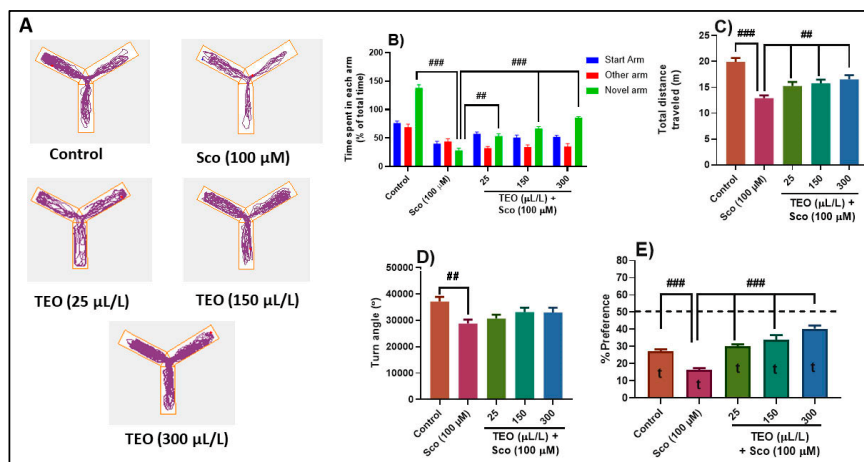 A
Control
Sco (100 µM)
TEO (25 µL/L)
TEO (150 µL/L)
TEO (300 µL/L)
B)
Time spent in each arm
(% of total time)
200
150
100
50
0
###
##
###
Start Arm
Other arm
Novel arm
Control
Sco (100 µM)
25
150
300
TEO (µL/L) +
Sco (100 µM)
C)
Total distance
traveled (m)
25
20
15
10
5
0
###
##
Control
Sco (100 µM)
25
150
300
TEO (µL/L) +
Sco (100 µM)
D)
Turn angle (°)
50000
40000
30000
20000
10000
0
##
Control
Sco (100 µM)
25
150
300
TEO (µL/L) +
Sco (100 µM)
E)
% Preference
80
70
60
50
40
30
20
10
0
###
###
t
t
t
t
t
Control
Sco (100 µM)
25
150
300
TEO (µL/L)
+ Sco (100 µM)